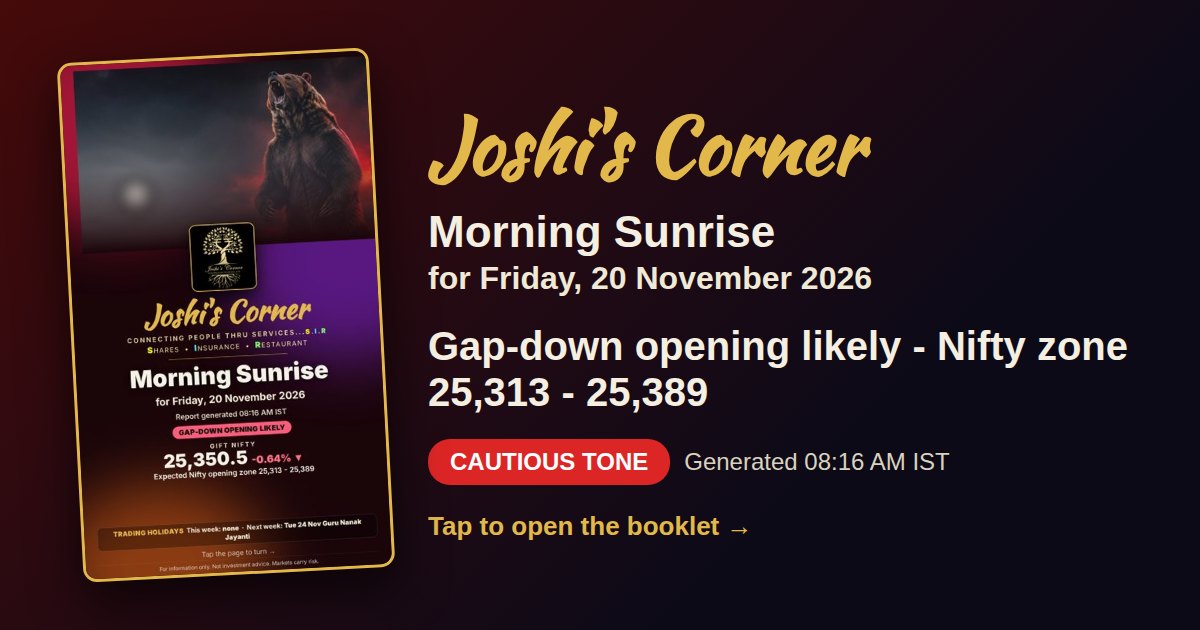 Joshi's Corner
Joshi's Corner
CONNECTING PEOPLE THRU SERVICES...S.I.R
SHARES • INSURANCE • RESTAURANT
Morning Sunrise
for Friday, 20 November 2026
Report generated 08:16 AM IST
GAP-DOWN OPENING LIKELY
GIFT NIFTY
25,350.5 -0.64% ▼
Expected Nifty opening zone 25,313 - 25,389
TRADING HOLIDAYS This week: none · Next week: Tue 24 Nov Guru Nanak
Jayanti
Tap the page to turn →
For information only. Not investment advice. Markets carry risk.
Joshi's Corner
Morning Sunrise
for Friday, 20 November 2026
Gap-down opening likely - Nifty zone
25,313 - 25,389
CAUTIOUS TONE Generated 08:16 AM IST
Tap to open the booklet →